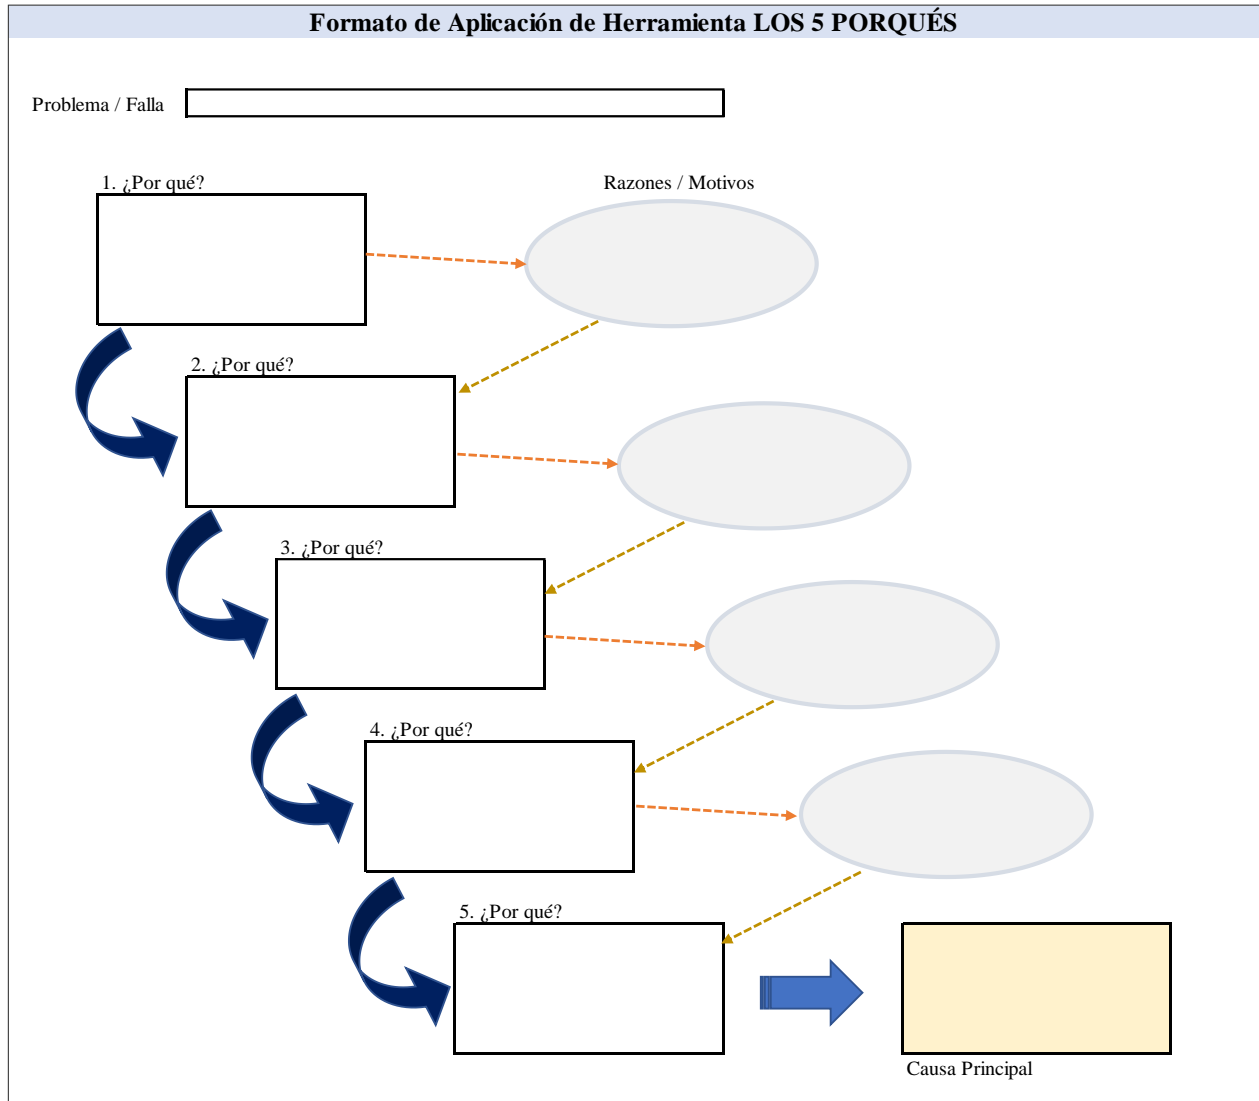 Formato de Aplicación de Herramienta LOS 5 PORQUÉS
Problema / Falla
1. ¿Por qué?
Razones / Motivos
2. ¿Por qué?
3. ¿Por qué?
4. ¿Por qué?
5. ¿Por qué?
Causa Principal